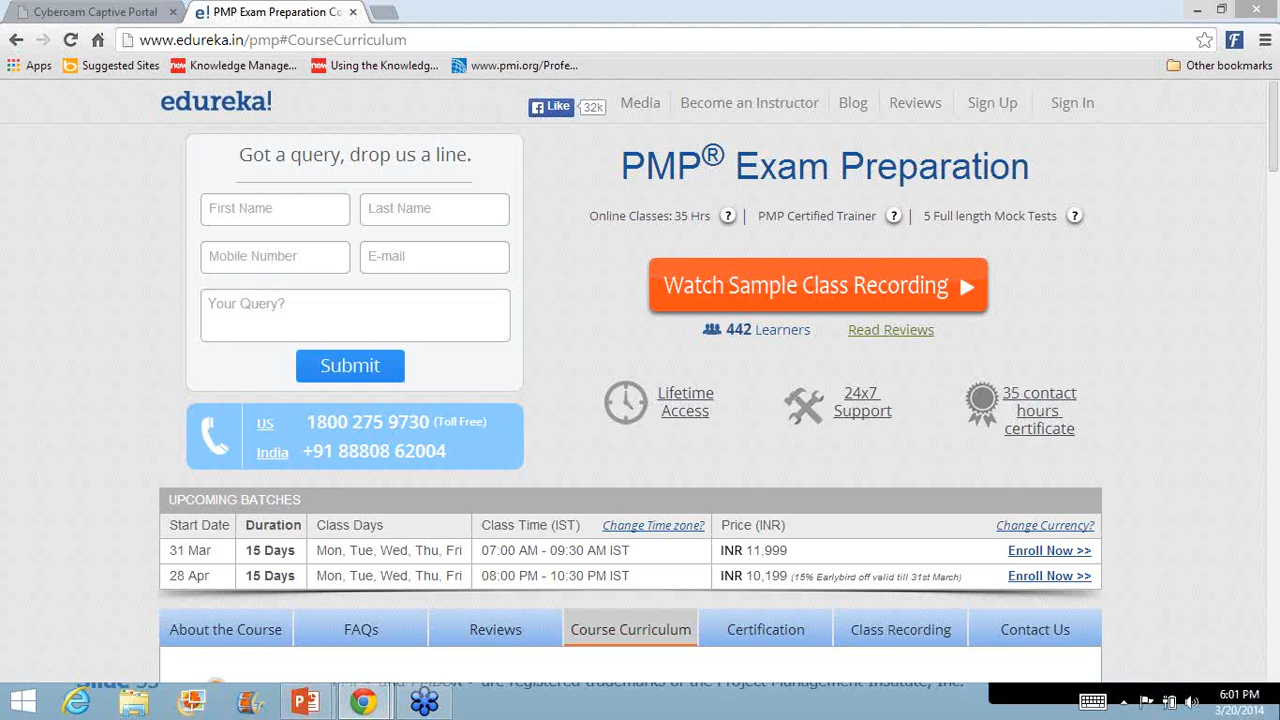 Cyberoam Captive Portal
e! PMP Exam Preparation Co
www.edureka.in/pmp#CourseCurriculum
Apps Suggested Sites Knowledge Manage... Using the Knowledg... www.pmi.org/Profe... Other bookmarks
edureka!
Like 32k Media Become an Instructor Blog Reviews Sign Up Sign In
Got a query, drop us a line.
First Name Last Name
Mobile Number E-mail
Your Query?
Submit
US 1800 275 9730 (Toll Free)
India +91 88808 62004
PMP® Exam Preparation
Online Classes: 35 Hrs ? | PMP Certified Trainer ? | 5 Full length Mock Tests ?
Watch Sample Class Recording
442 Learners Read Reviews
Lifetime
Access
24x7
Support
35 contact
hours
certificate
UPCOMING BATCHES
Start Date Duration Class Days Class Time (IST) Change Time zone? Price (INR) Change Currency?
31 Mar 15 Days Mon, Tue, Wed, Thu, Fri 07:00 AM - 09:30 AM IST INR 11,999 Enroll Now >>
28 Apr 15 Days Mon, Tue, Wed, Thu, Fri 08:00 PM - 10:30 PM IST INR 10,199 (15% Earlybird off valid till 31st March) Enroll Now >>
About the Course FAQs Reviews Course Curriculum Certification Class Recording Contact Us
are registered trademarks of the Project Management Institute, Inc.
6:01 PM
3/20/2014